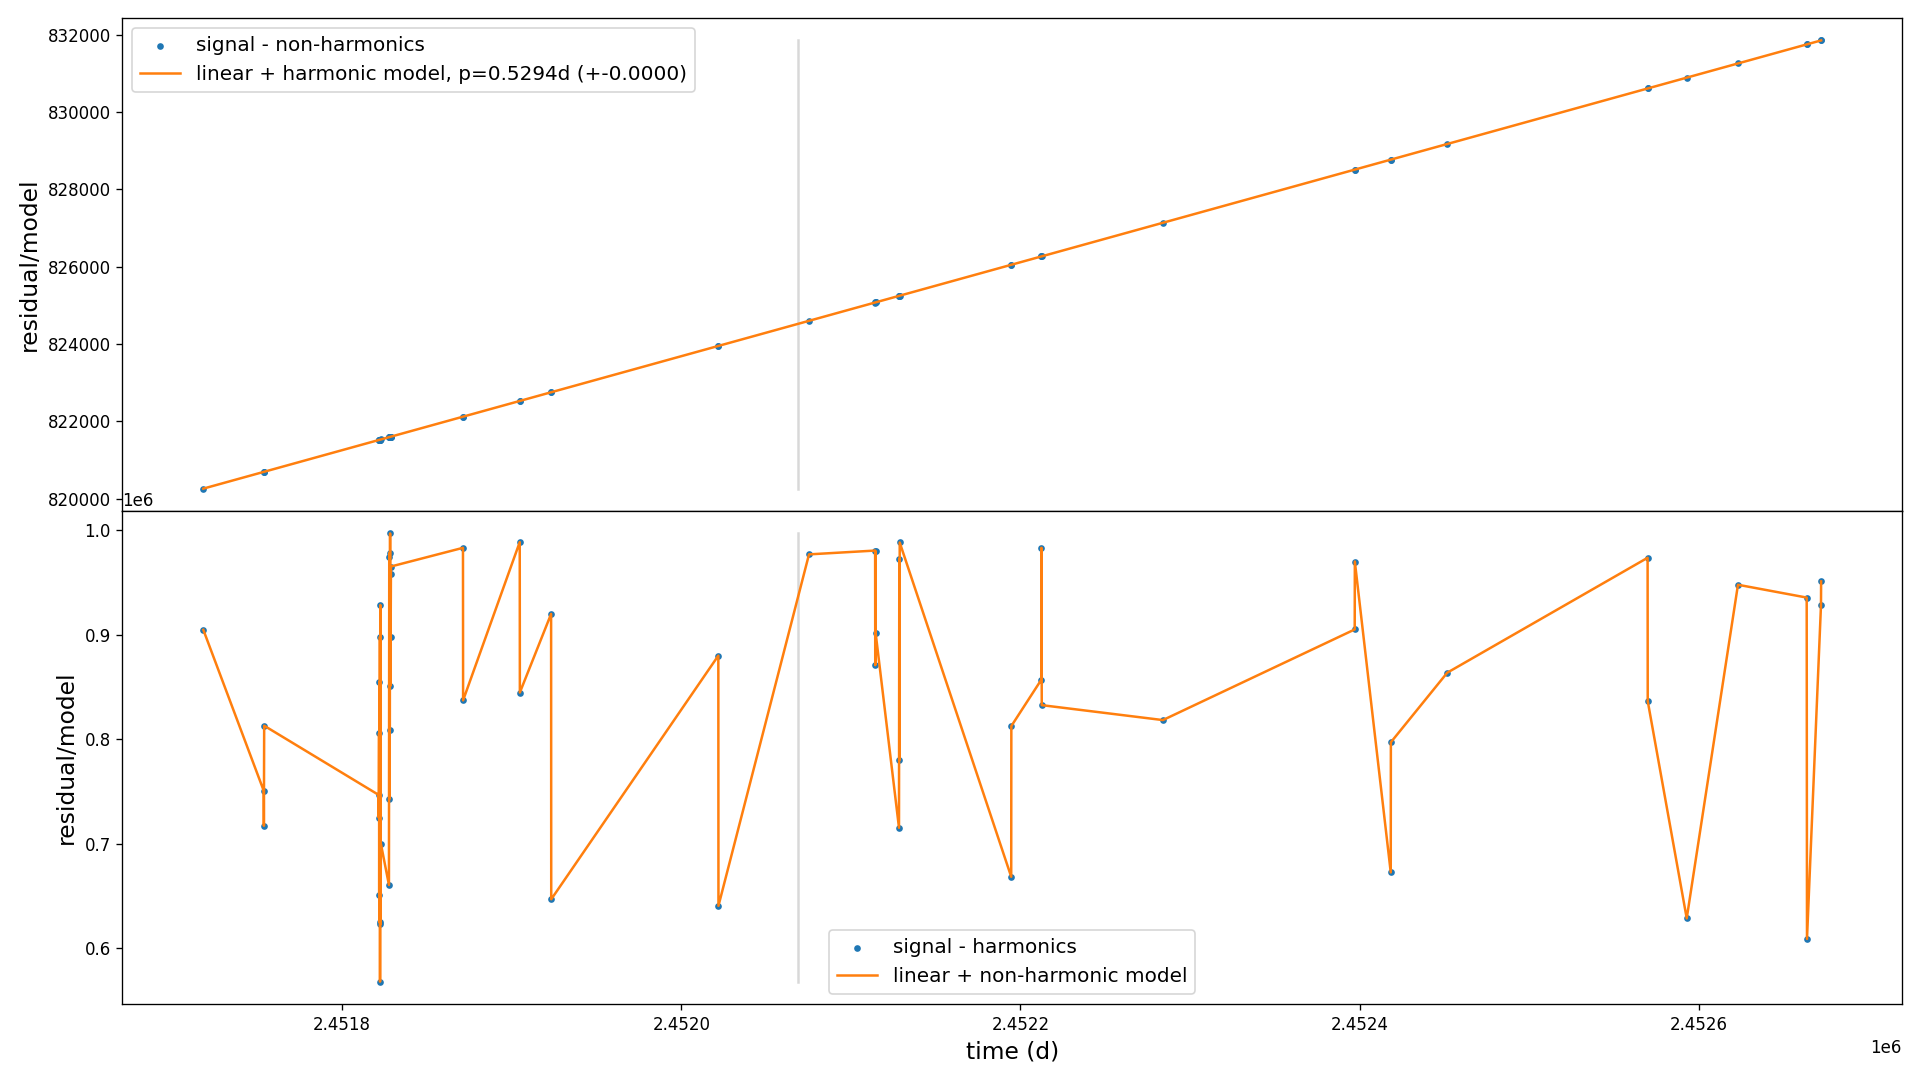 832000
830000
828000
826000
824000
822000
820000
residual/model
signal - non-harmonics
linear + harmonic model, p=0.5294d (+-0.0000)
1e6
1.0
0.9
0.8
0.7
0.6
residual/model
signal - harmonics
linear + non-harmonic model
2.4518
2.4520
2.4522
2.4524
2.4526
time (d)
1e6